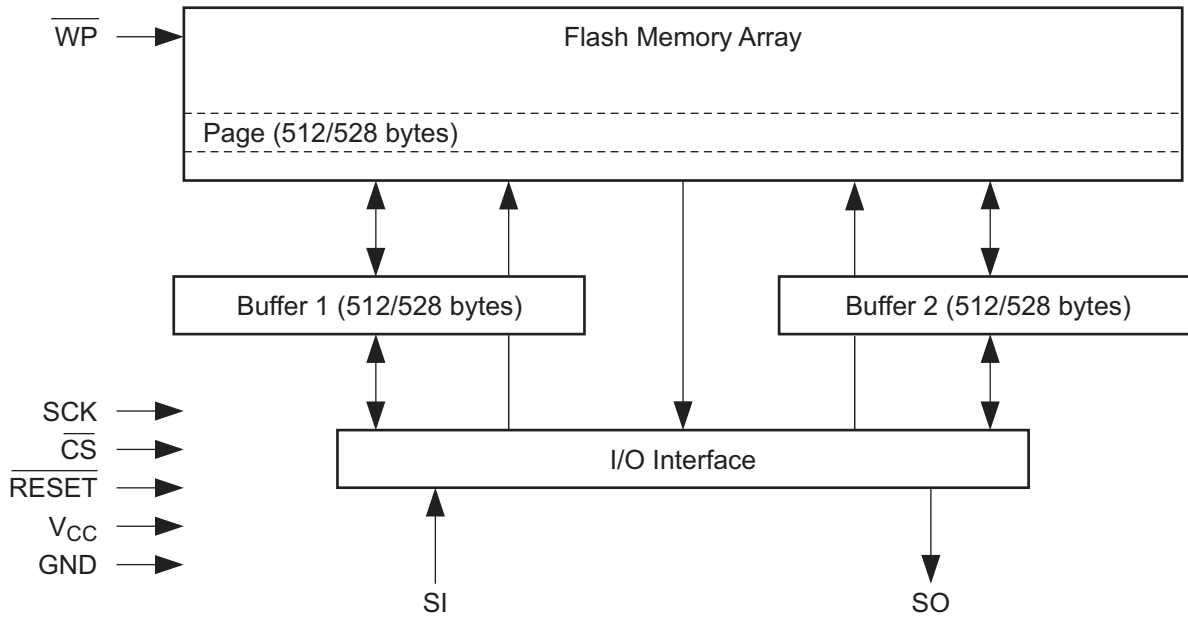 WP
Flash Memory Array
Page (512/528 bytes)
Buffer 1 (512/528 bytes)
Buffer 2 (512/528 bytes)
SCK
CS
RESET
VCC
GND
I/O Interface
SI
SO